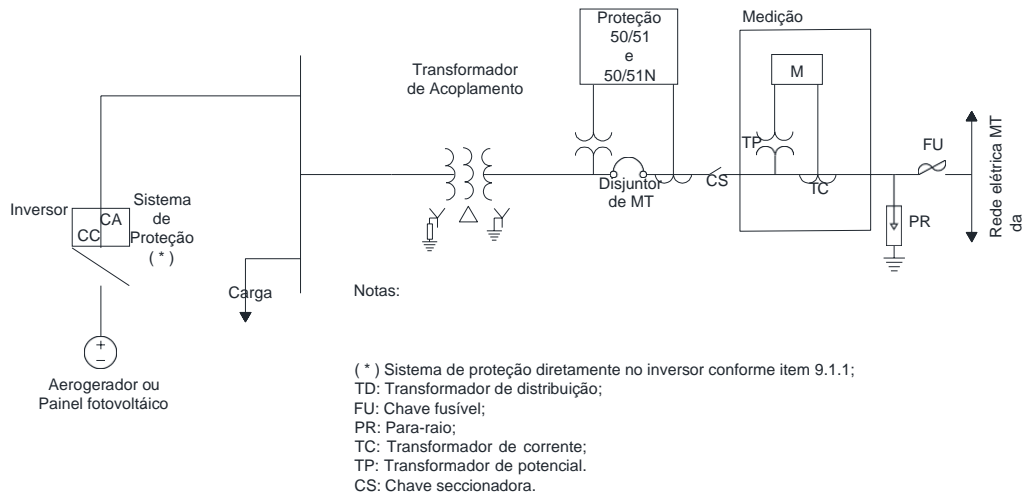 Proteção
50/51
e
50/51N
Medição
M
Transformador
de Acoplamento
TP
FU
Disjuntor
de MT
CS
TC
PR
Rede elétrica MT
da
Inversor
CA
CC
Sistema
de
Proteção
( * )
Carga
+
–
Aerogerador ou
Painel fotovoltáico
Notas:
( * ) Sistema de proteção diretamente no inversor conforme item 9.1.1;
TD: Transformador de distribuição;
FU: Chave fusível;
PR: Para-raio;
TC: Transformador de corrente;
TP: Transformador de potencial.
CS: Chave seccionadora.